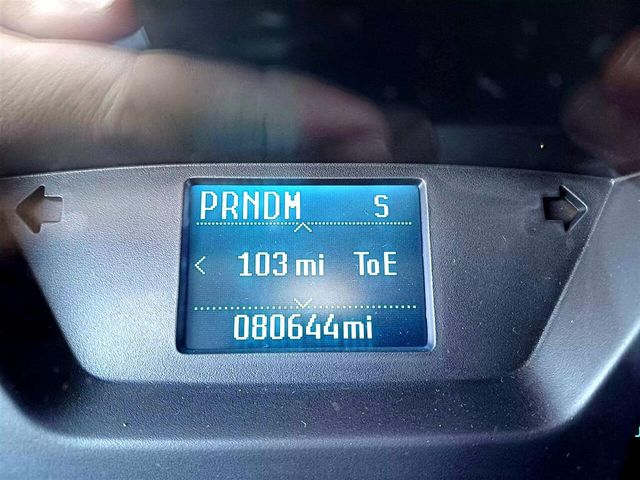 PRNDM S
< 103 mi ToE
080644mi